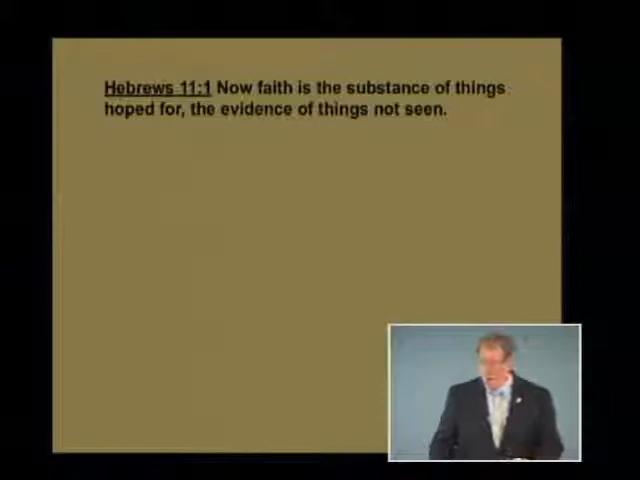 Hebrews 11:1 Now faith is the substance of things
hoped for, the evidence of things not seen.